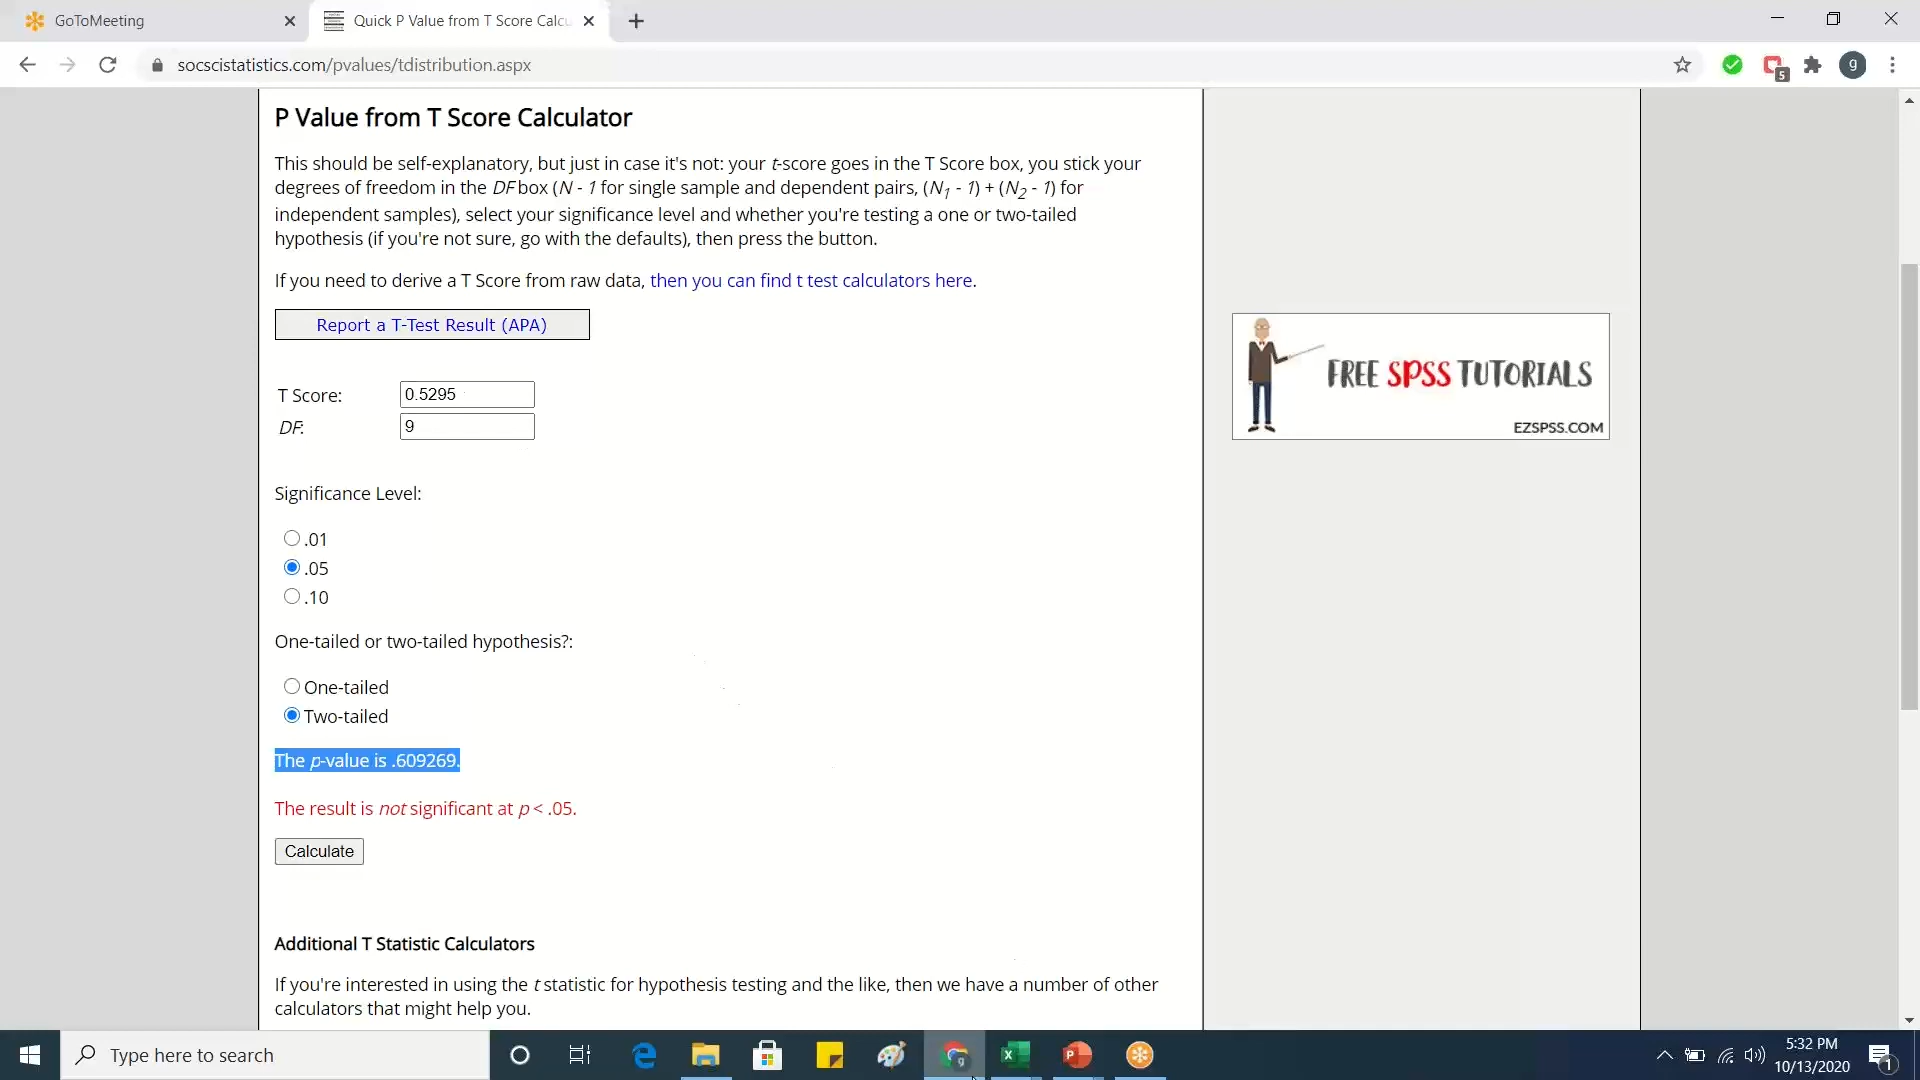 GoToMeeting
Quick P Value from T Score Calcu
socscistatistics.com/pvalues/tdistribution.aspx
5
g
P Value from T Score Calculator
This should be self-explanatory, but just in case it's not: your t-score goes in the T Score box, you stick your
degrees of freedom in the DF box (N - 1 for single sample and dependent pairs, (N1 - 1) + (N2 - 1) for
independent samples), select your significance level and whether you're testing a one or two-tailed
hypothesis (if you're not sure, go with the defaults), then press the button.
If you need to derive a T Score from raw data, then you can find t test calculators here.
Report a T-Test Result (APA)
T Score: 0.5295
DF: 9
Significance Level:
.01
.05
.10
One-tailed or two-tailed hypothesis?:
One-tailed
Two-tailed
The p-value is .609269.
The result is not significant at p < .05.
Calculate
Additional T Statistic Calculators
If you're interested in using the t statistic for hypothesis testing and the like, then we have a number of other
calculators that might help you.
FREE SPSS TUTORIALS
EZSPSS.COM
Type here to search
5:32 PM
10/13/2020
1